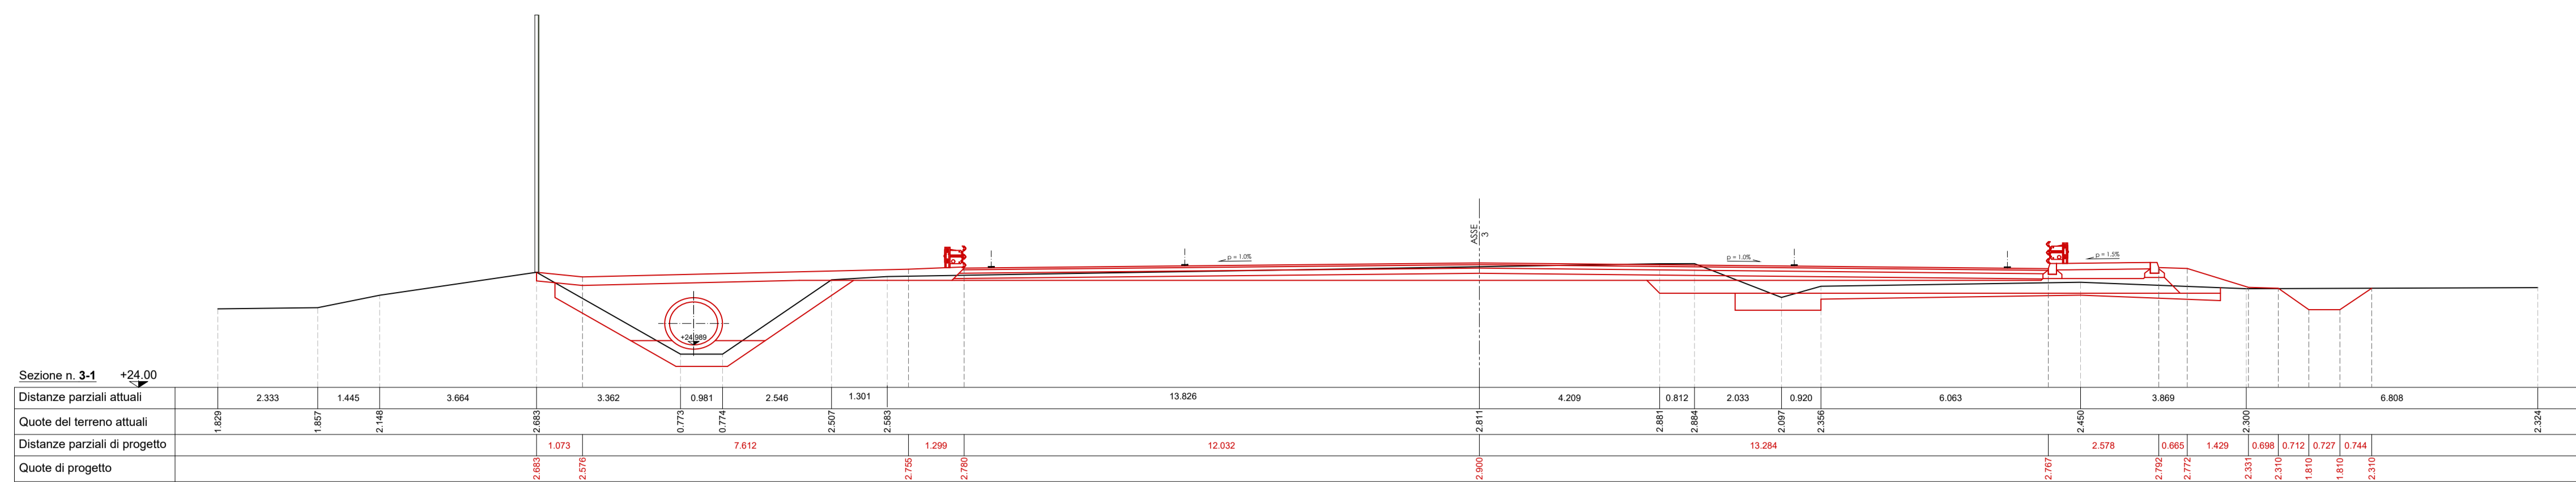 ASSE
3
p = 1.0%
p = 1.0%
p = 1.5%
+24.989
Sezione n. 3-1 +24.00
Distanze parziali attuali 2.333 1.445 3.664 3.362 0.981 2.546 1.301 13.826 4.209 0.812 2.033 0.920 6.063 3.869 6.808
Quote del terreno attuali 1.829 1.857 2.148 2.683 0.773 0.774 2.507 2.583 2.811 2.881 2.884 2.097 2.356 2.450 2.300 2.324
Distanze parziali di progetto 1.073 7.612 1.299 12.032 13.284 2.578 0.665 1.429 0.698 0.712 0.727 0.744
Quote di progetto 2.683 2.576 2.755 2.780 2.900 2.767 2.792 2.772 2.331 2.310 1.810 1.810 2.310